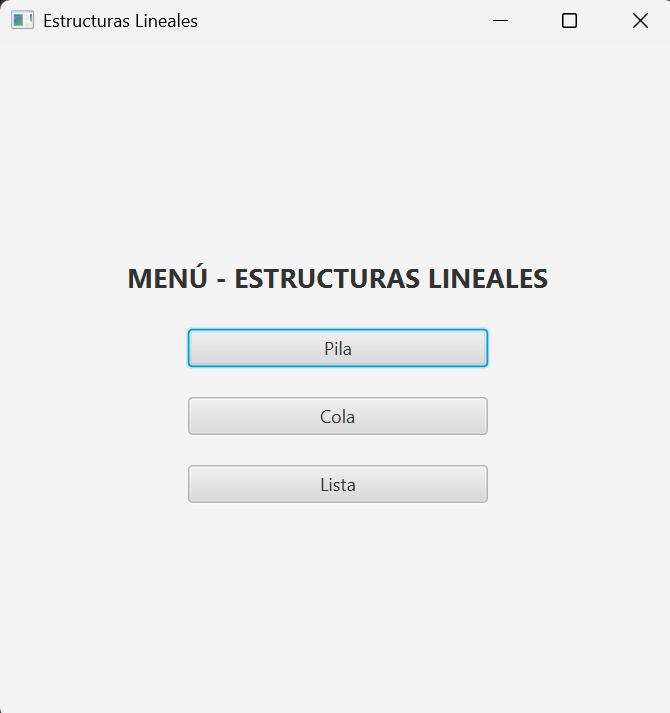 Estructuras Lineales
MENÚ - ESTRUCTURAS LINEALES
Pila
Cola
Lista